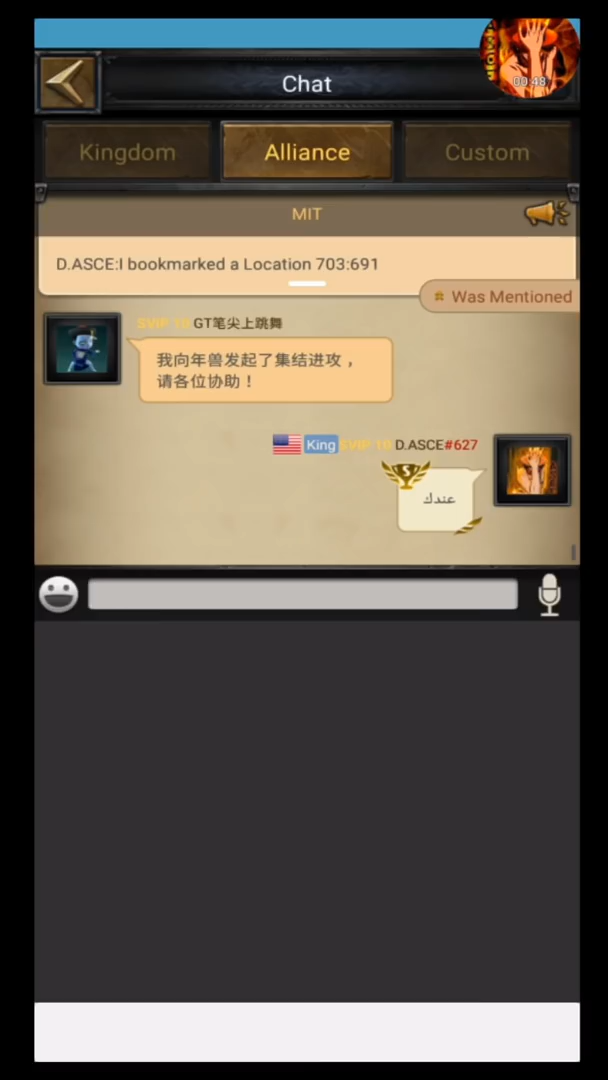 00:48
Chat
Kingdom
Alliance
Custom
MIT
D.ASCE:I bookmarked a Location 703:691
Was Mentioned
SVIP 10 GT笔尖上跳舞
我向年兽发起了集结进攻，
请各位协助！
King SVIP 10 D.ASCE#627
S
عندك